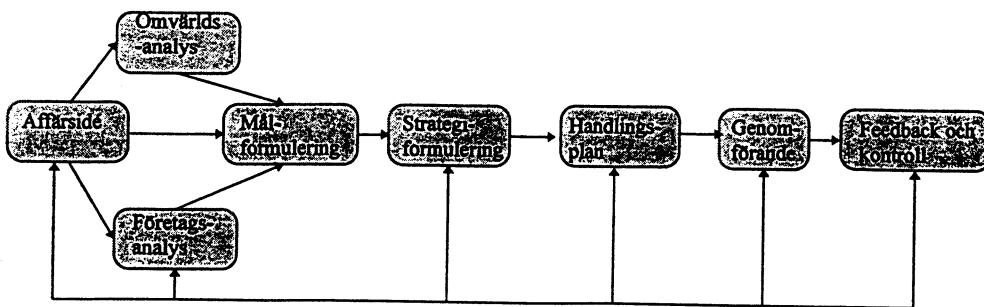 Omvärlds
-analys
Affärsidé
Mål-
formulering
Strategi-
formulering
Handlings-
plan
Genom-
förande
Feedback och
kontroll
Företags-
analys